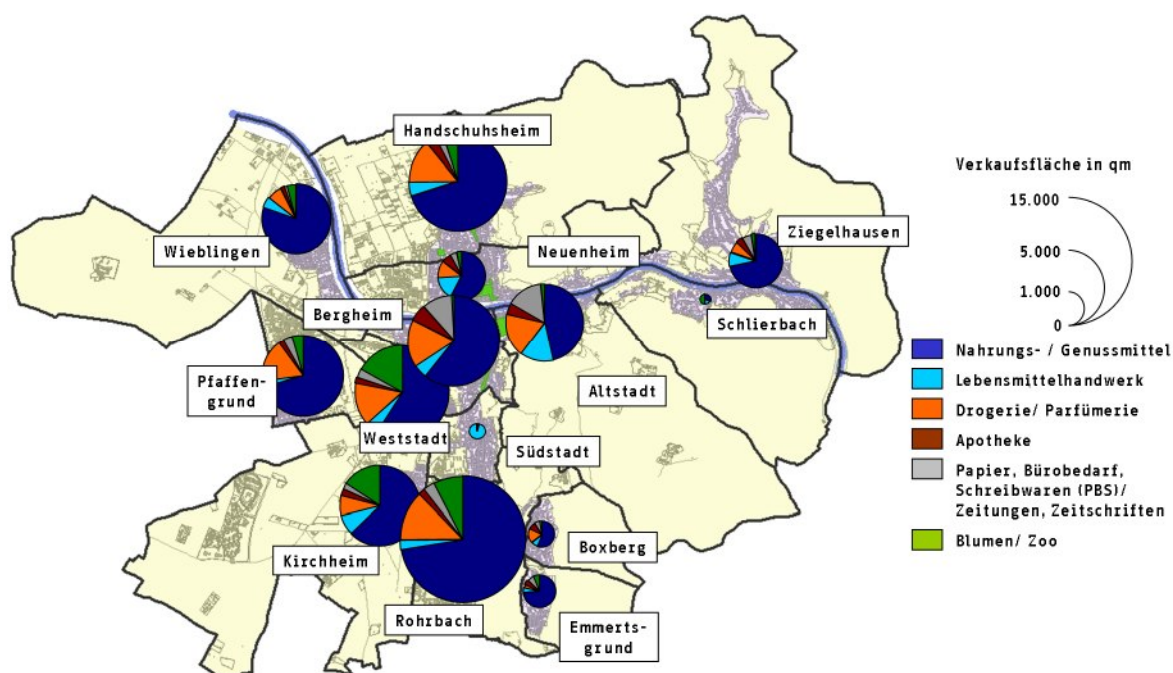 Handschuhsheim
Verkaufsfläche in qm
15.000
5.000
1.000
0
Ziegelhausen
Neuenheim
Wieblingen
Bergheim
Schlierbach
Pfaffen-
grund
Altstadt
Weststadt
Südstadt
Kirchheim
Boxberg
Rohrbach
Emmerts-
grund
Nahrungs- / Genussmittel
Lebensmittelhandwerk
Drogerie/ Parfümerie
Apotheke
Papier, Bürobedarf,
Schreibwaren (PBS)/
Zeitungen, Zeitschriften
Blumen/ Zoo